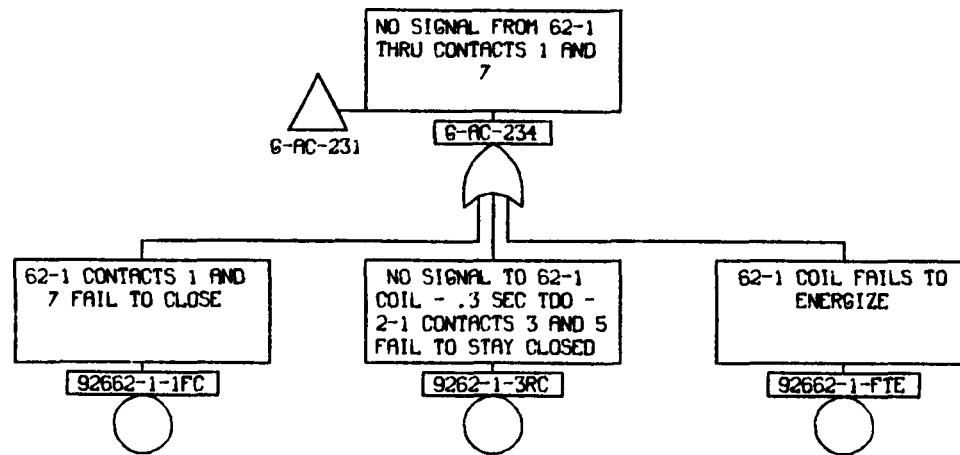 NO SIGNAL FROM 62-1
THRU CONTACTS 1 AND
7
G-AC-231
G-AC-234
62-1 CONTACTS 1 AND
7 FAIL TO CLOSE
92662-1-1FC
NO SIGNAL TO 62-1
COIL - .3 SEC TDO -
2-1 CONTACTS 3 AND 5
FAIL TO STAY CLOSED
9262-1-3RC
62-1 COIL FAILS TO
ENERGIZE
92662-1-FTE